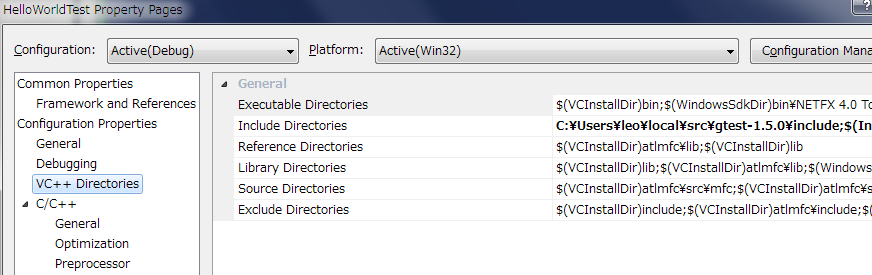 HelloWorldTest Property Pages
Configuration: Active(Debug) Platform: Active(Win32) Configuration Mana
Common Properties
Framework and References
Configuration Properties
General
Debugging
VC++ Directories
C/C++
General
Optimization
Preprocessor
General
Executable Directories $(VCInstallDir)bin;$(WindowsSdkDir)bin¥NETFX 4.0 To
Include Directories C:¥Users¥leo¥local¥src¥gtest-1.5.0¥include;$(In
Reference Directories $(VCInstallDir)atlmfc¥lib;$(VCInstallDir)lib
Library Directories $(VCInstallDir)lib;$(VCInstallDir)atlmfc¥lib;$(Windows
Source Directories $(VCInstallDir)atlmfc¥src¥mfc;$(VCInstallDir)atlmfc¥s
Exclude Directories $(VCInstallDir)include;$(VCInstallDir)atlmfc¥include;$(